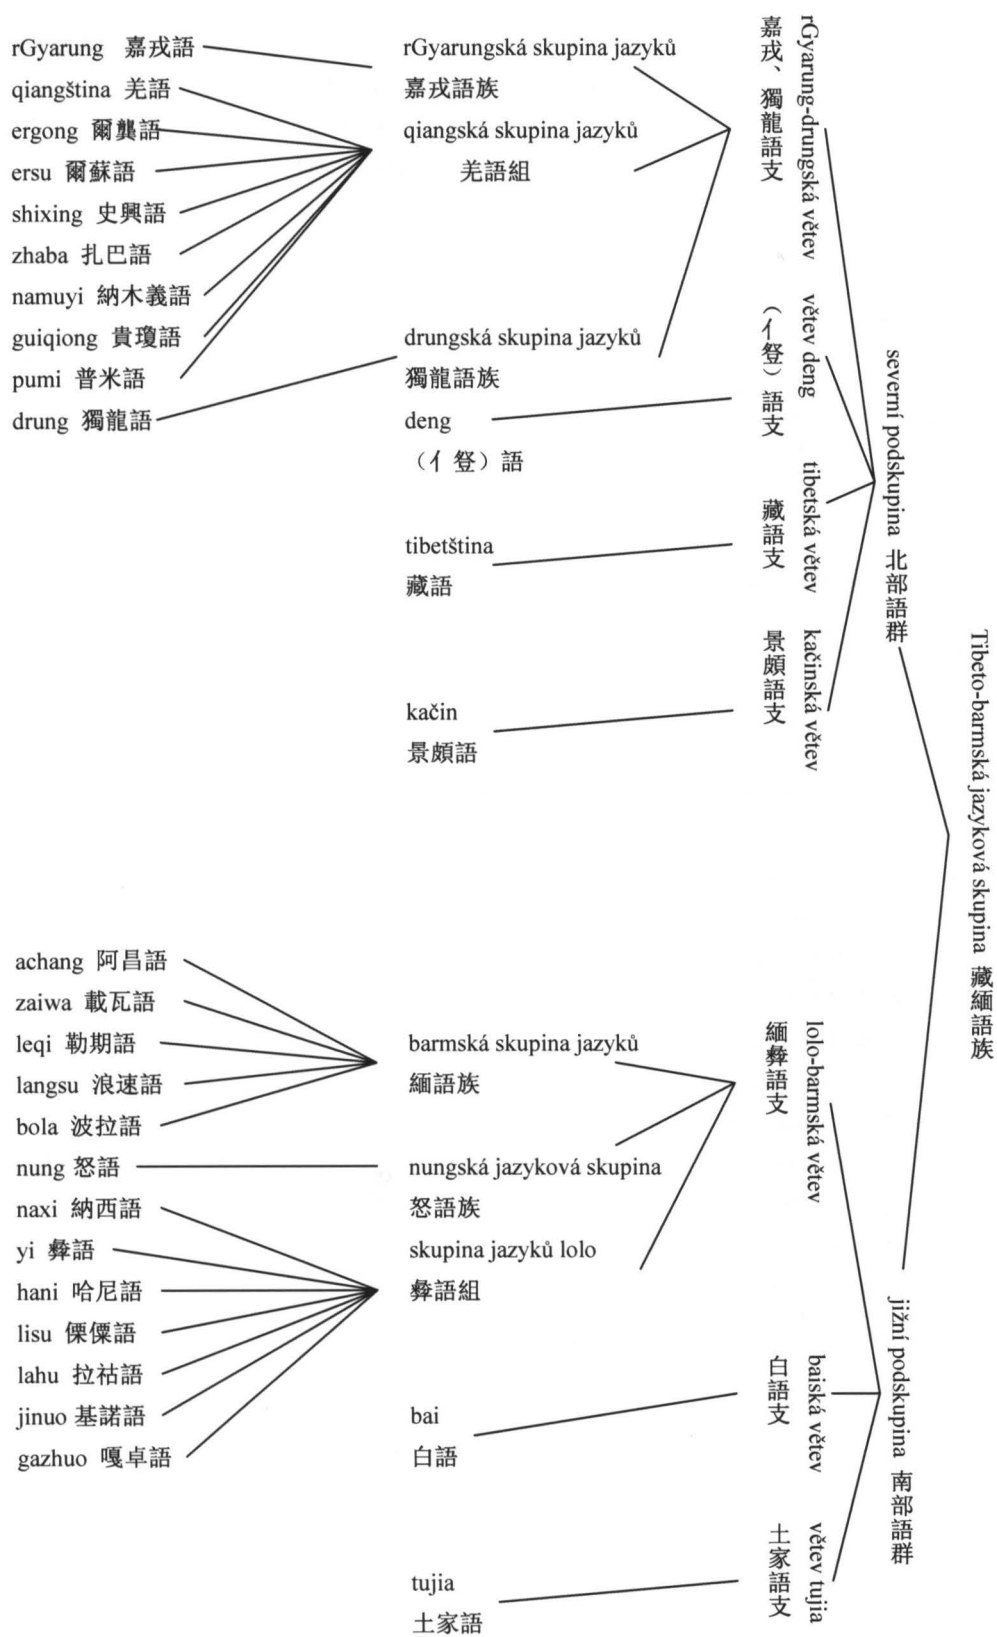 rGyarung 嘉戎語
qiangština 羌語
ergong 爾龔語
ersu 爾蘇語
shixing 史興語
zhaba 扎巴語
namuyi 納木義語
guiqiong 貴瓊語
pumi 普米語
drung 獨龍語
rGyarungská skupina jazyků
嘉戎語族
qiangská skupina jazyků
羌語組
drungská skupina jazyků
獨龍語族
deng
（亻登）語
tibetština
藏語
kačin
景頗語
嘉戎、獨龍語支
rGyarung-drungská větev
（亻登）語支
větev deng
藏語支
tibetská větev
景頗語支
kačinská větev
severní podskupina 北部語群
Tibeto-barmská jazyková skupina 藏緬語族
achang 阿昌語
zaiwa 載瓦語
leqi 勒期語
langsu 浪速語
bola 波拉語
nung 怒語
naxi 納西語
yi 彝語
hani 哈尼語
lisu 傈僳語
lahu 拉祜語
jinuo 基諾語
gazhuo 嘎卓語
barmská skupina jazyků
緬語族
nungská jazyková skupina
怒語族
skupina jazyků lolo
彝語組
bai
白語
tujia
土家語
緬彝語支
lolo-barmská větev
白語支
baiská větev
土家語支
větev tujia
jižní podskupina 南部語群